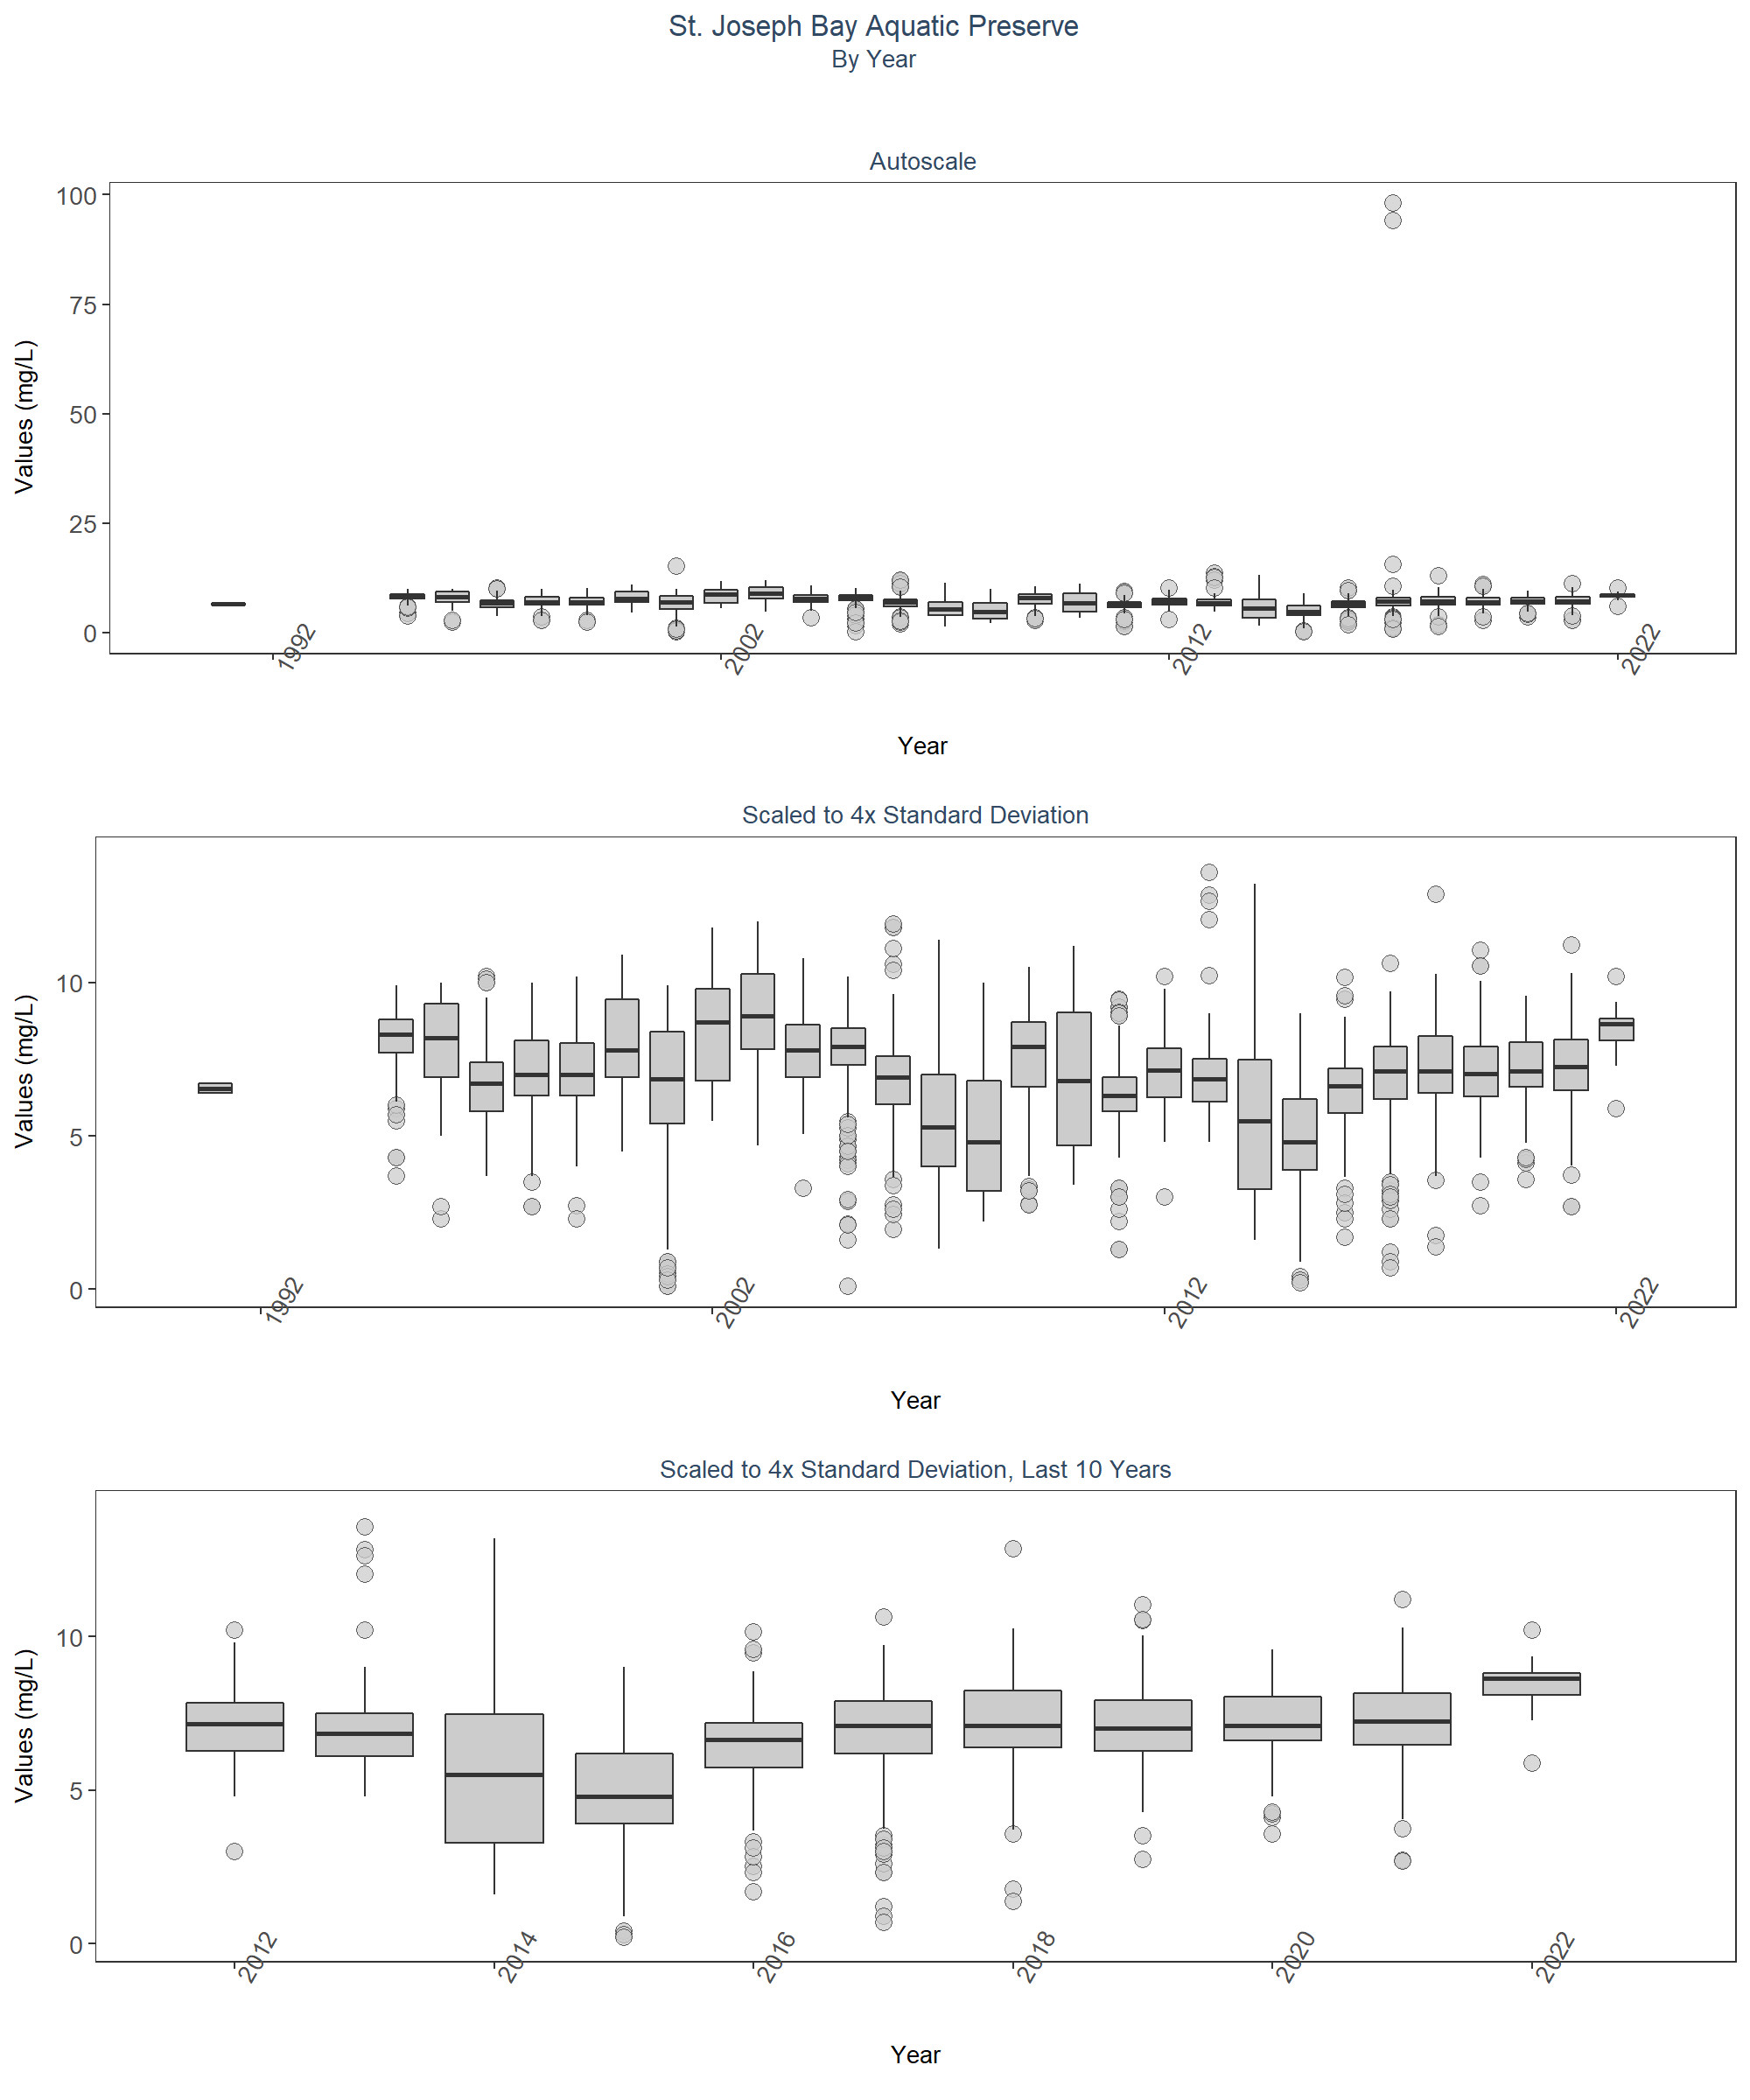 St. Joseph Bay Aquatic Preserve
By Year
Autoscale
100
75
50
25
0
Values (mg/L)
1992 2002 2012 2022
Year
Scaled to 4x Standard Deviation
10
5
0
Values (mg/L)
1992 2002 2012 2022
Year
Scaled to 4x Standard Deviation, Last 10 Years
10
5
0
Values (mg/L)
2012 2014 2016 2018 2020 2022
Year